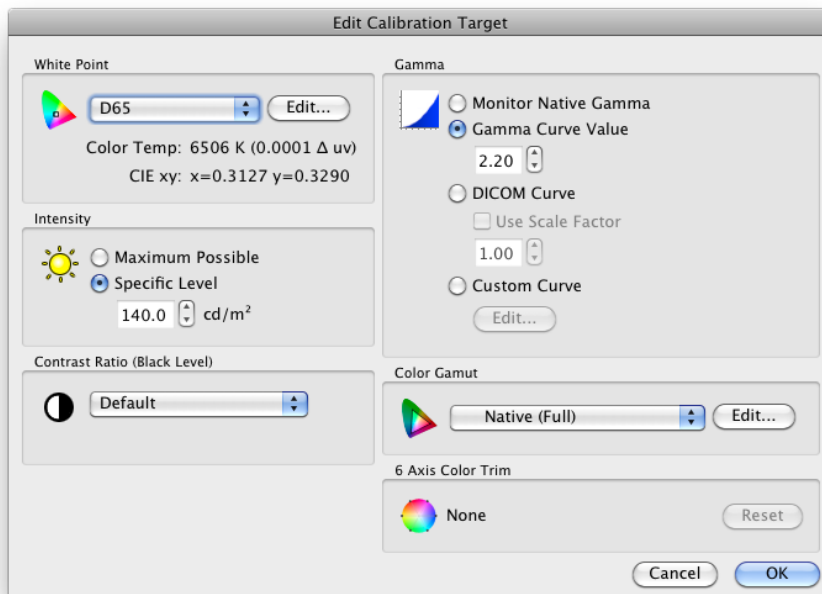 Edit Calibration Target
White Point
D65
Edit...
Color Temp: 6506 K (0.0001 Δ uv)
CIE xy: x=0.3127 y=0.3290
Intensity
Maximum Possible
Specific Level
140.0 cd/m²
Contrast Ratio (Black Level)
Default
Gamma
Monitor Native Gamma
Gamma Curve Value
2.20
DICOM Curve
Use Scale Factor
1.00
Custom Curve
Edit...
Color Gamut
Native (Full)
Edit...
6 Axis Color Trim
None
Reset
Cancel
OK